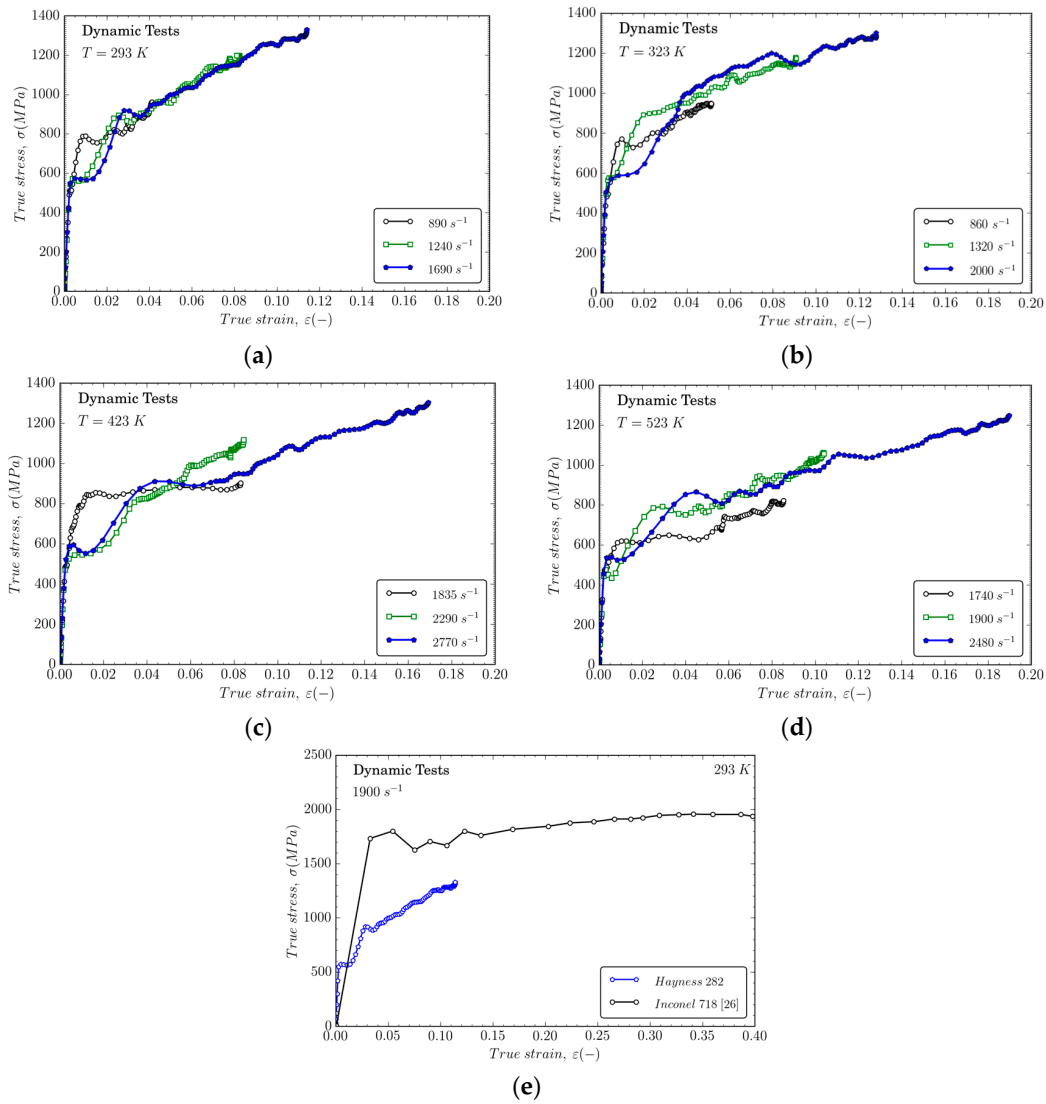 Dynamic Tests
T = 293 K
True stress, σ(MPa)
1400
1200
1000
800
600
400
200
0
890 s⁻¹
1240 s⁻¹
1690 s⁻¹
0.00 0.02 0.04 0.06 0.08 0.10 0.12 0.14 0.16 0.18 0.20
True strain, ε(−)
(a)
Dynamic Tests
T = 323 K
True stress, σ(MPa)
1400
1200
1000
800
600
400
200
0
860 s⁻¹
1320 s⁻¹
2000 s⁻¹
0.00 0.02 0.04 0.06 0.08 0.10 0.12 0.14 0.16 0.18 0.20
True strain, ε(−)
(b)
Dynamic Tests
T = 423 K
True stress, σ(MPa)
1400
1200
1000
800
600
400
200
0
1835 s⁻¹
2290 s⁻¹
2770 s⁻¹
0.00 0.02 0.04 0.06 0.08 0.10 0.12 0.14 0.16 0.18 0.20
True strain, ε(−)
(c)
Dynamic Tests
T = 523 K
True stress, σ(MPa)
1400
1200
1000
800
600
400
200
0
1740 s⁻¹
1900 s⁻¹
2480 s⁻¹
0.00 0.02 0.04 0.06 0.08 0.10 0.12 0.14 0.16 0.18 0.20
True strain, ε(−)
(d)
Dynamic Tests 293 K
1900 s⁻¹
True stress, σ(MPa)
2500
2000
1500
1000
500
0
Hayness 282
Inconel 718 [26]
0.00 0.05 0.10 0.15 0.20 0.25 0.30 0.35 0.40
True strain, ε(−)
(e)